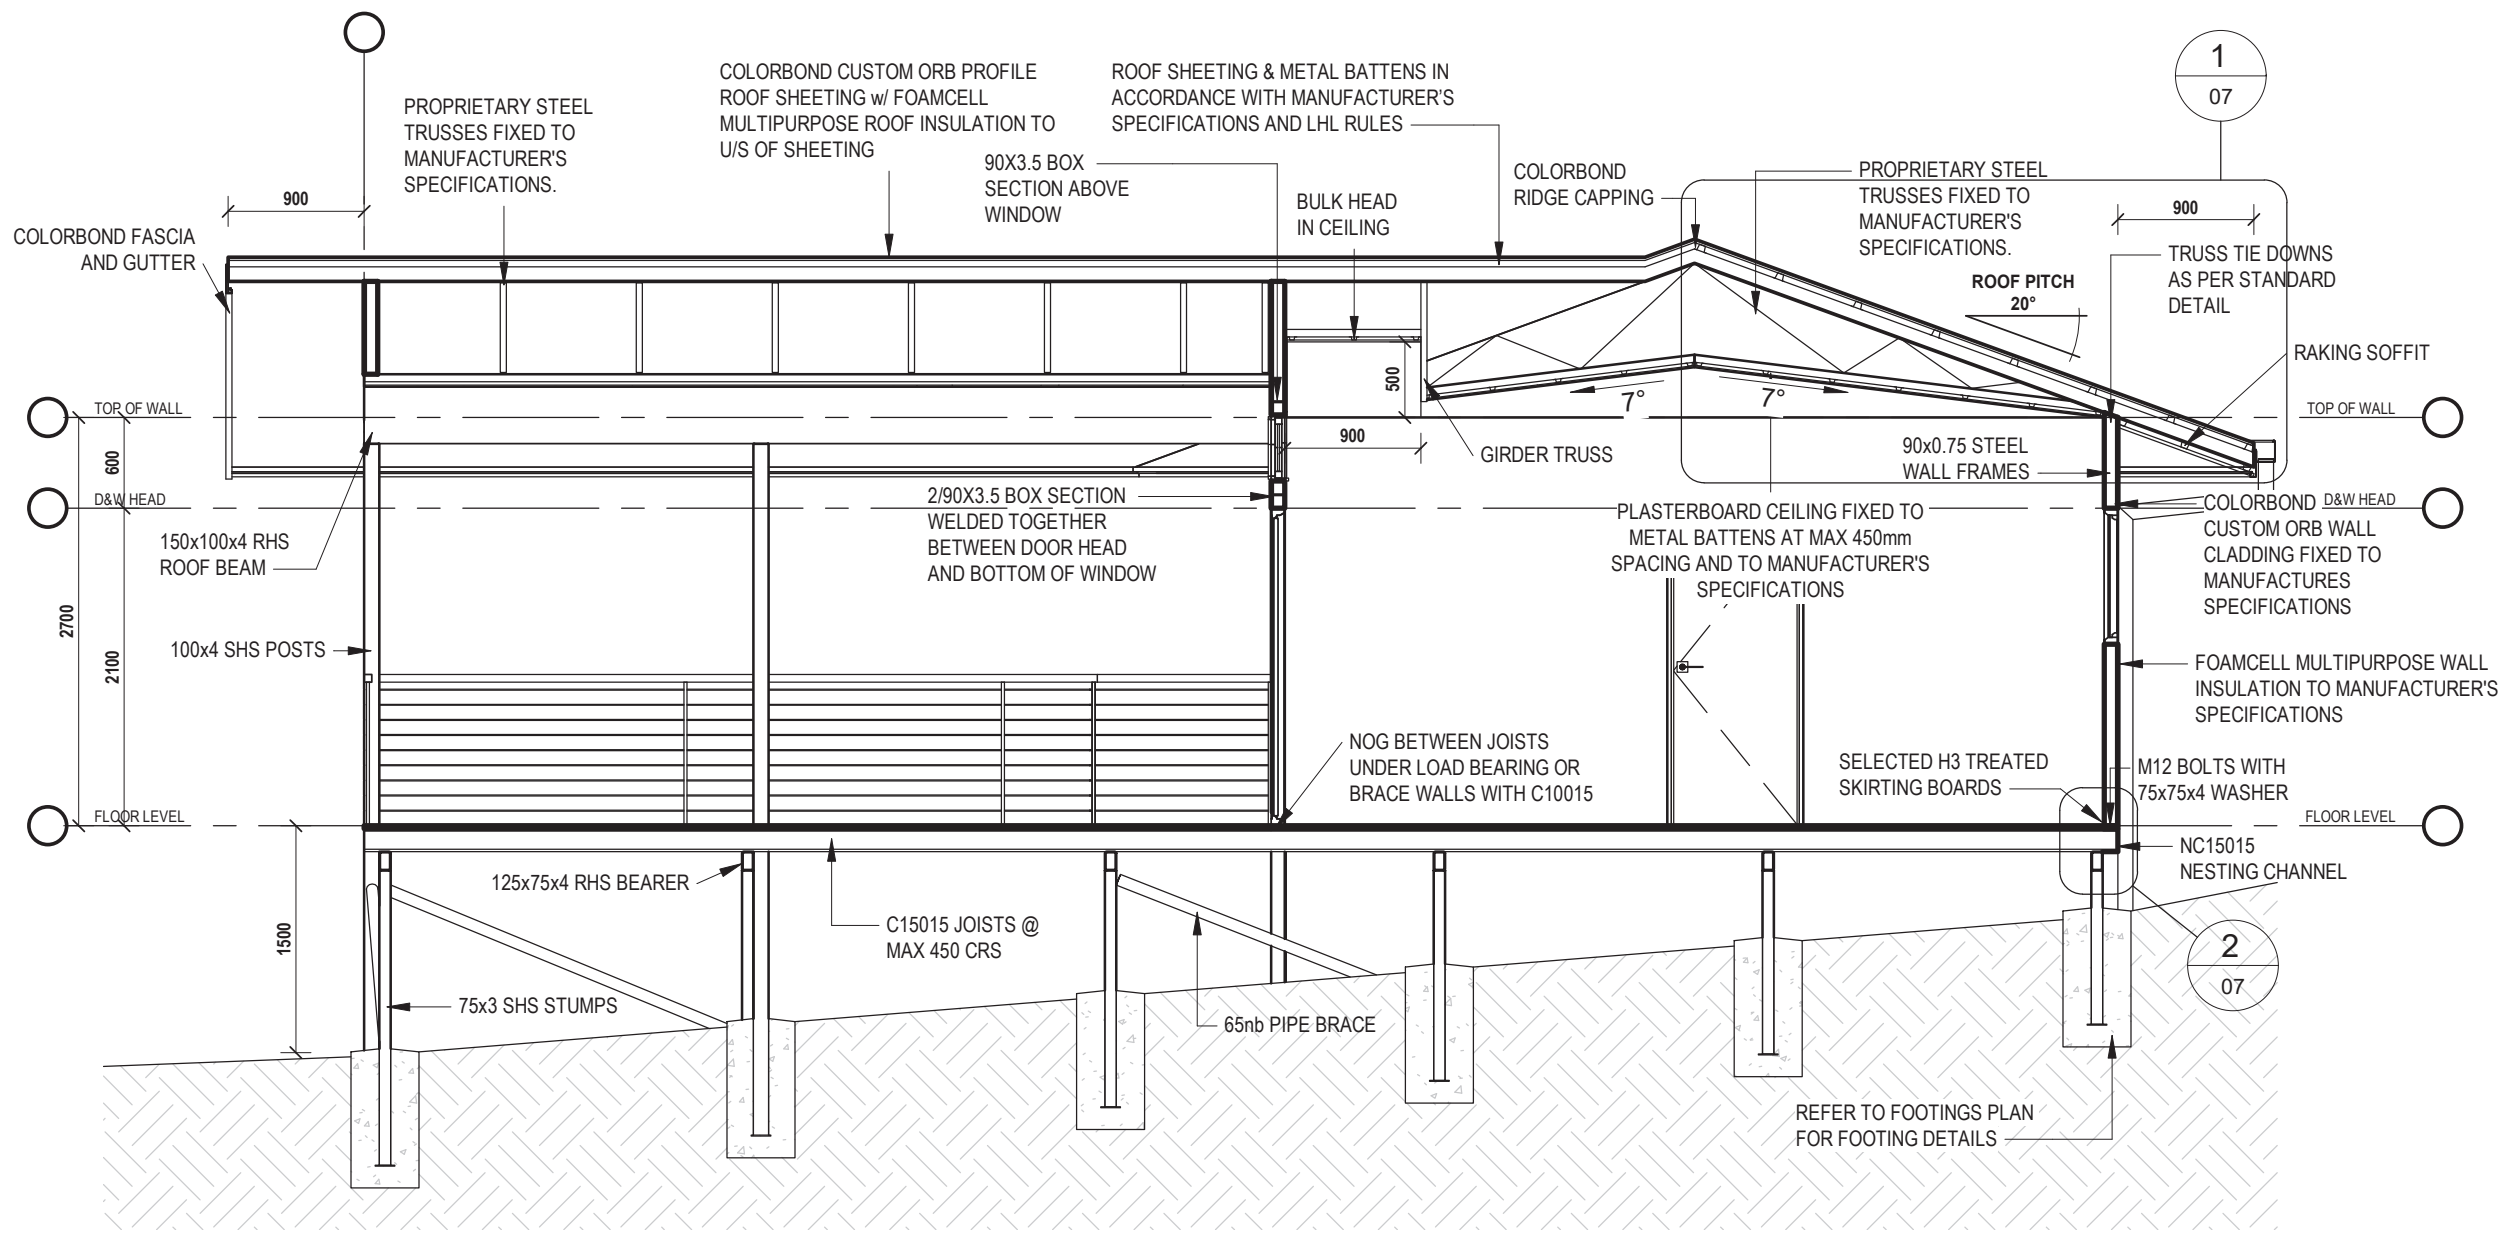 1
07
COLORBOND CUSTOM ORB PROFILE
ROOF SHEETING w/ FOAMCELL
MULTIPURPOSE ROOF INSULATION TO
U/S OF SHEETING
ROOF SHEETING & METAL BATTENS IN
ACCORDANCE WITH MANUFACTURER'S
SPECIFICATIONS AND LHL RULES
PROPRIETARY STEEL
TRUSSES FIXED TO
MANUFACTURER'S
SPECIFICATIONS.
90X3.5 BOX
SECTION ABOVE
WINDOW
COLORBOND
RIDGE CAPPING
PROPRIETARY STEEL
TRUSSES FIXED TO
MANUFACTURER'S
SPECIFICATIONS.
900
BULK HEAD
IN CEILING
900
COLORBOND FASCIA
AND GUTTER
TRUSS TIE DOWNS
AS PER STANDARD
DETAIL
ROOF PITCH
20°
RAKING SOFFIT
500
7°
7°
TOP OF WALL
TOP OF WALL
900
GIRDER TRUSS
90x0.75 STEEL
WALL FRAMES
600
D&W HEAD
D&W HEAD
2/90X3.5 BOX SECTION
WELDED TOGETHER
BETWEEN DOOR HEAD
AND BOTTOM OF WINDOW
PLASTERBOARD CEILING FIXED TO
METAL BATTENS AT MAX 450mm
SPACING AND TO MANUFACTURER'S
SPECIFICATIONS
COLORBOND
CUSTOM ORB WALL
CLADDING FIXED TO
MANUFACTURES
SPECIFICATIONS
150x100x4 RHS
ROOF BEAM
2700
2100
100x4 SHS POSTS
FOAMCELL MULTIPURPOSE WALL
INSULATION TO MANUFACTURER'S
SPECIFICATIONS
NOG BETWEEN JOISTS
UNDER LOAD BEARING OR
BRACE WALLS WITH C10015
SELECTED H3 TREATED
SKIRTING BOARDS
M12 BOLTS WITH
75x75x4 WASHER
FLOOR LEVEL
FLOOR LEVEL
NC15015
NESTING CHANNEL
125x75x4 RHS BEARER
C15015 JOISTS @
MAX 450 CRS
1500
2
07
75x3 SHS STUMPS
65nb PIPE BRACE
REFER TO FOOTINGS PLAN
FOR FOOTING DETAILS